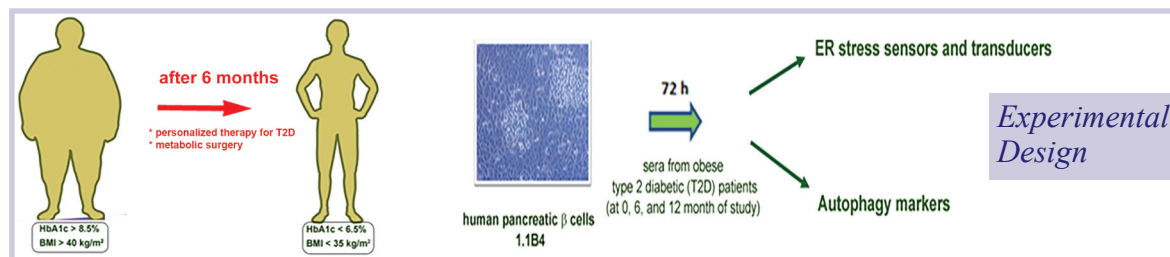 after 6 months
* personalized therapy for T2D
* metabolic surgery
HbA1c > 8.5%
BMI > 40 kg/m²
HbA1c < 6.5%
BMI < 35 kg/m²
human pancreatic β cells
1.1B4
72 h
sera from obese
type 2 diabetic (T2D) patients
(at 0, 6, and 12 month of study)
ER stress sensors and transducers
Autophagy markers
Experimental
Design